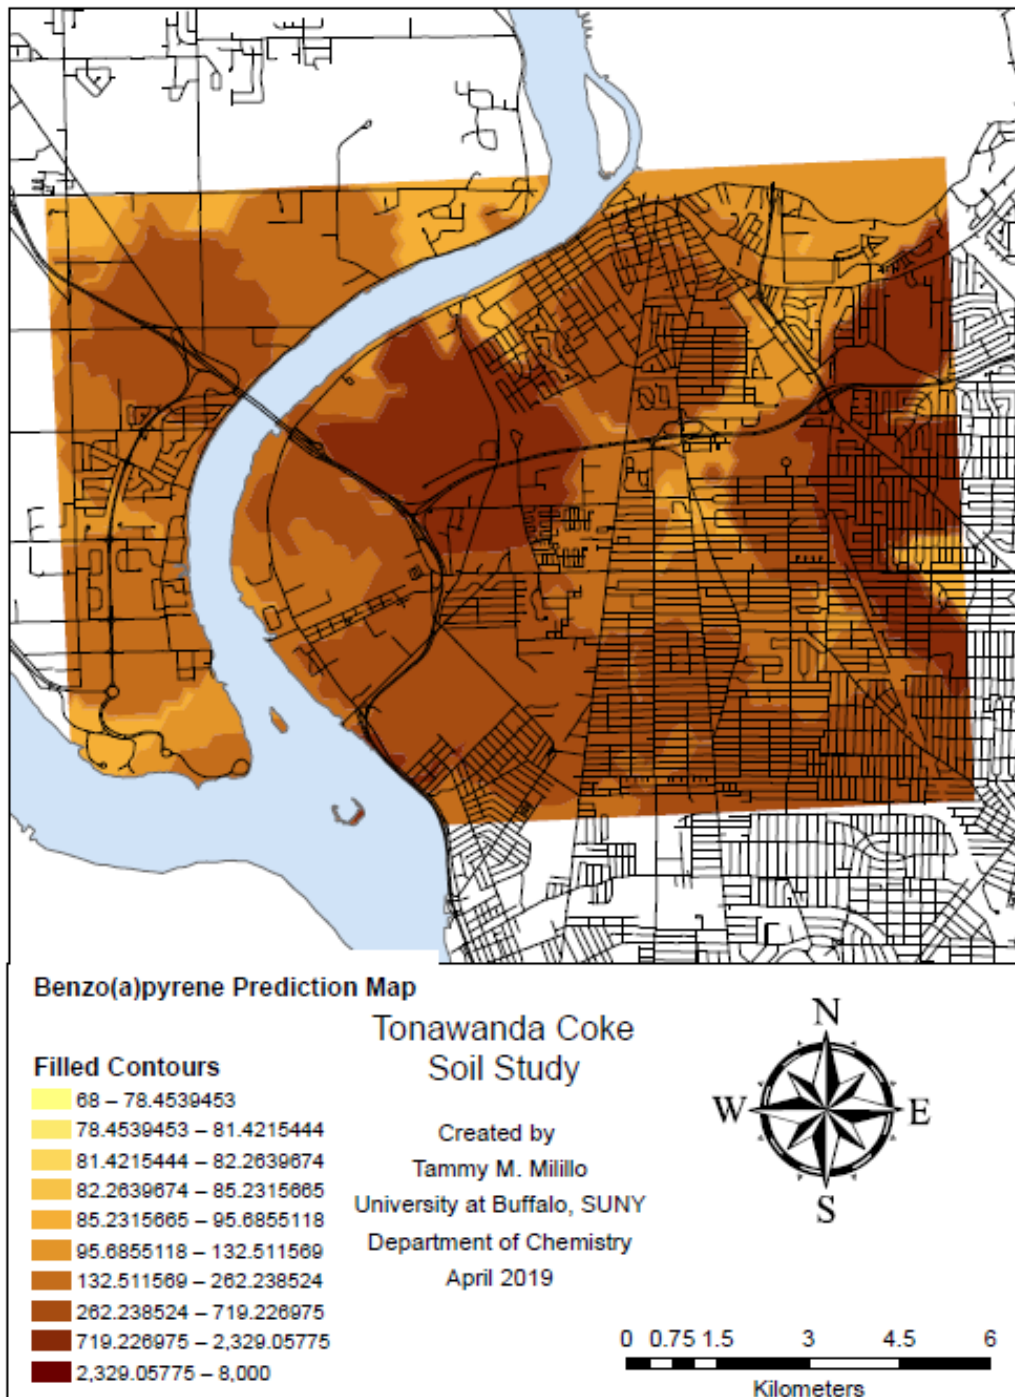 Benzo(a)pyrene Prediction Map
Tonawanda Coke
Soil Study
Filled Contours
68 – 78.4539453
78.4539453 – 81.4215444
81.4215444 – 82.2639674
82.2639674 – 85.2315665
85.2315665 – 95.6855118
95.6855118 – 132.511569
132.511569 – 262.238524
262.238524 – 719.226975
719.226975 – 2,329.05775
2,329.05775 – 8,000
Created by
Tammy M. Milillo
University at Buffalo, SUNY
Department of Chemistry
April 2019
N
W
E
S
0 0.75 1.5 3 4.5 6
Kilometers